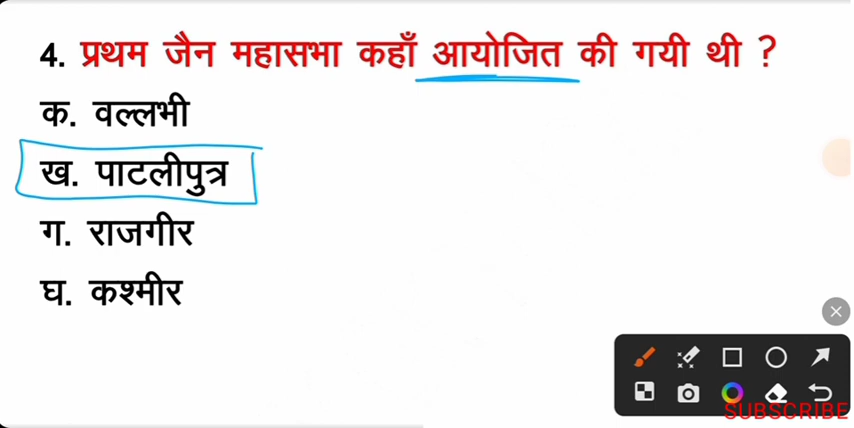 4. प्रथम जैन महासभा कहाँ आयोजित की गयी थी ?
क. वल्लभी
ख. पाटलीपुत्र
ग. राजगीर
घ. कश्मीर
SUBSCRIBE